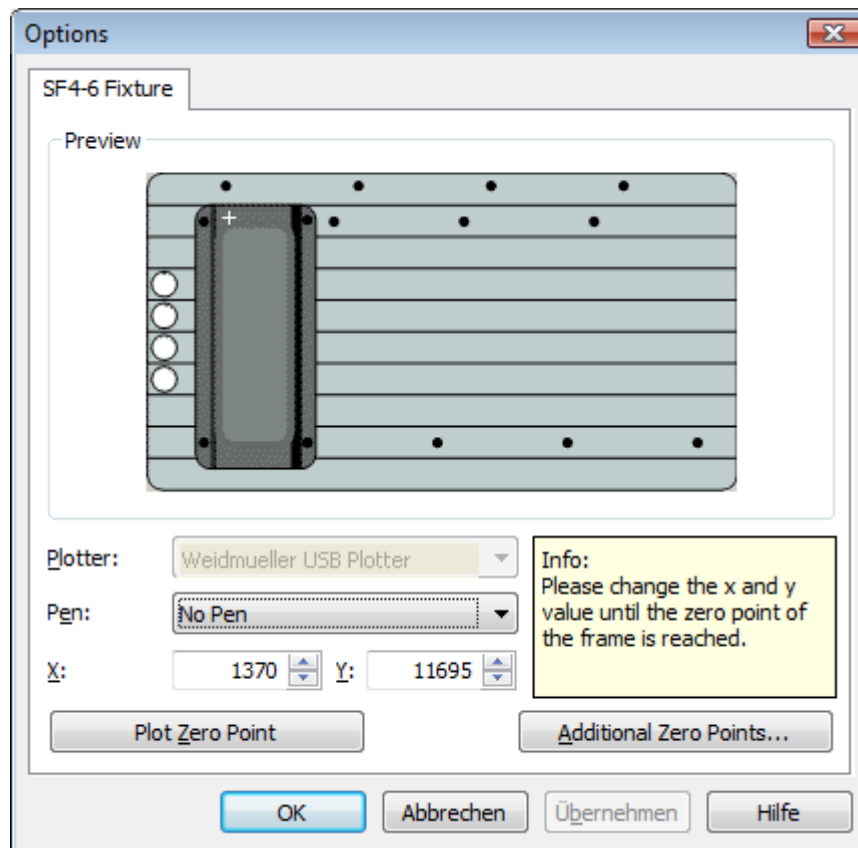 Options
SF4-6 Fixture
Preview
Plotter: Weidmueller USB Plotter
Pen: No Pen
X: 1370 Y: 11695
Info:
Please change the x and y
value until the zero point of
the frame is reached.
Plot Zero Point Additional Zero Points...
OK Abbrechen Übernehmen Hilfe